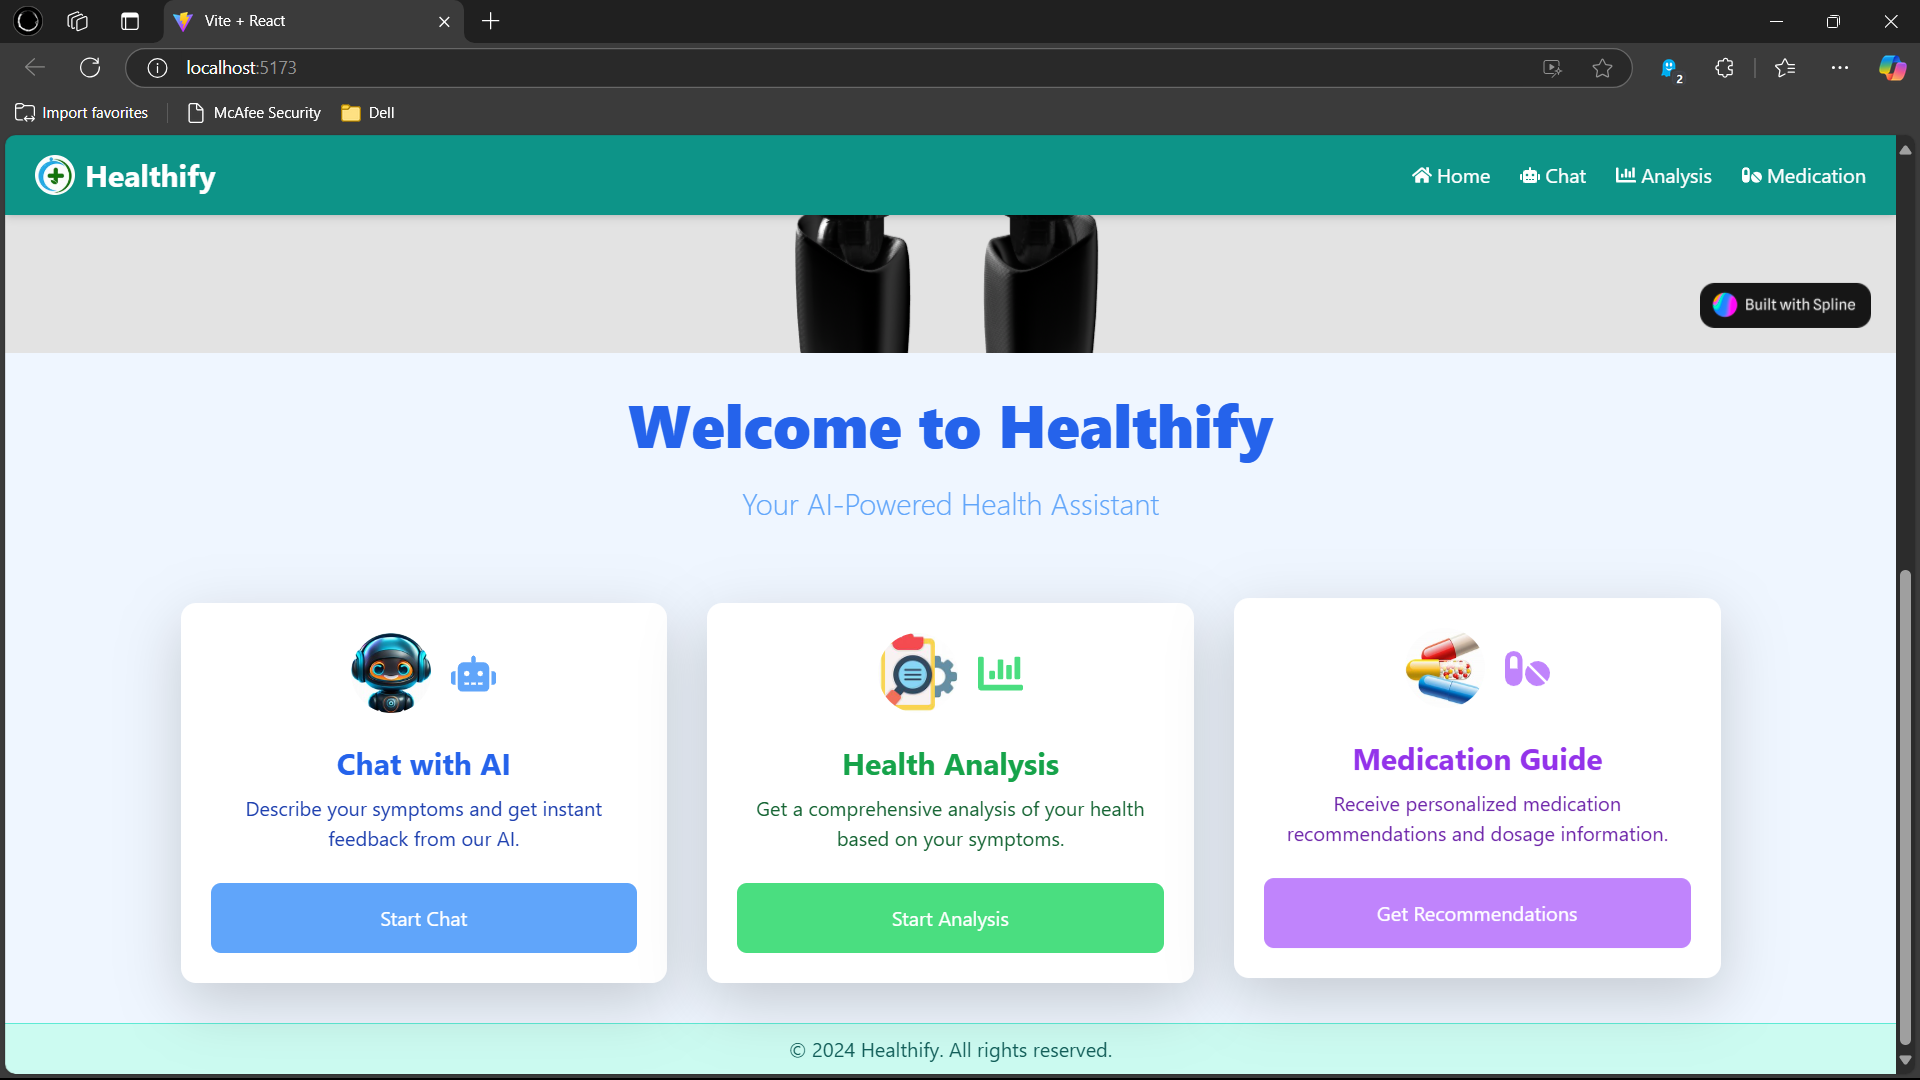 Vite + React
localhost:5173
2
Import favorites
McAfee Security
Dell
Healthify
Home
Chat
Analysis
Medication
Built with Spline
Welcome to Healthify
Your AI-Powered Health Assistant
Chat with AI
Describe your symptoms and get instant
feedback from our AI.
Start Chat
Health Analysis
Get a comprehensive analysis of your health
based on your symptoms.
Start Analysis
Medication Guide
Receive personalized medication
recommendations and dosage information.
Get Recommendations
© 2024 Healthify. All rights reserved.